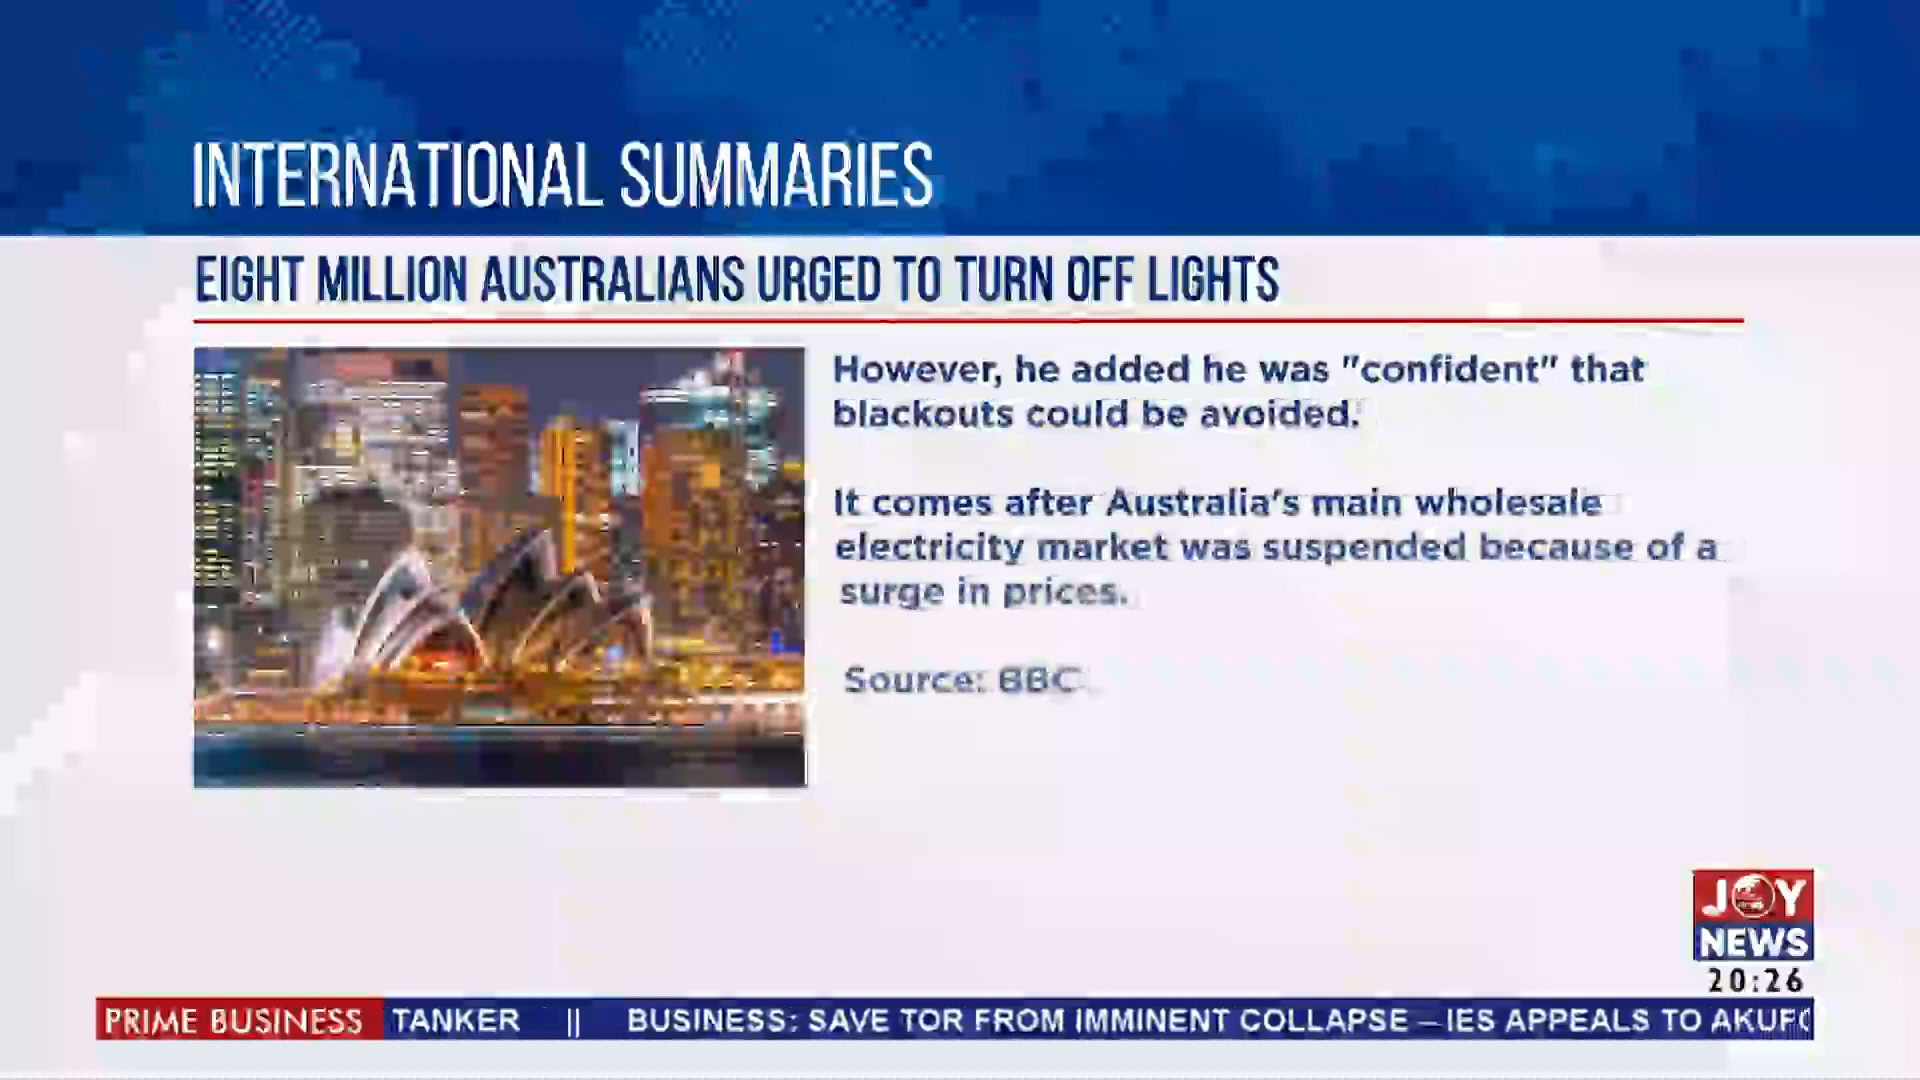 INTERNATIONAL SUMMARIES
EIGHT MILLION AUSTRALIANS URGED TO TURN OFF LIGHTS
However, he added he was "confident" that
blackouts could be avoided.
It comes after Australia's main wholesale
electricity market was suspended because of a
surge in prices.
Source: BBC
JOY
NEWS
20:26
PRIME BUSINESS TANKER || BUSINESS: SAVE TOR FROM IMMINENT COLLAPSE – IES APPEALS TO